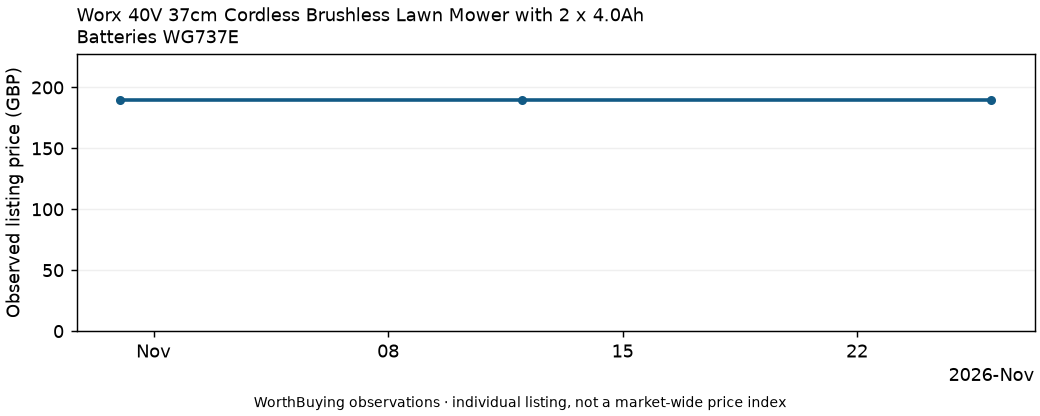 Worx 40V 37cm Cordless Brushless Lawn Mower with 2 x 4.0Ah
Batteries WG737E
Observed listing price (GBP)
200
150
100
50
0
Nov
08
15
22
2026-Nov
WorthBuying observations · individual listing, not a market-wide price index